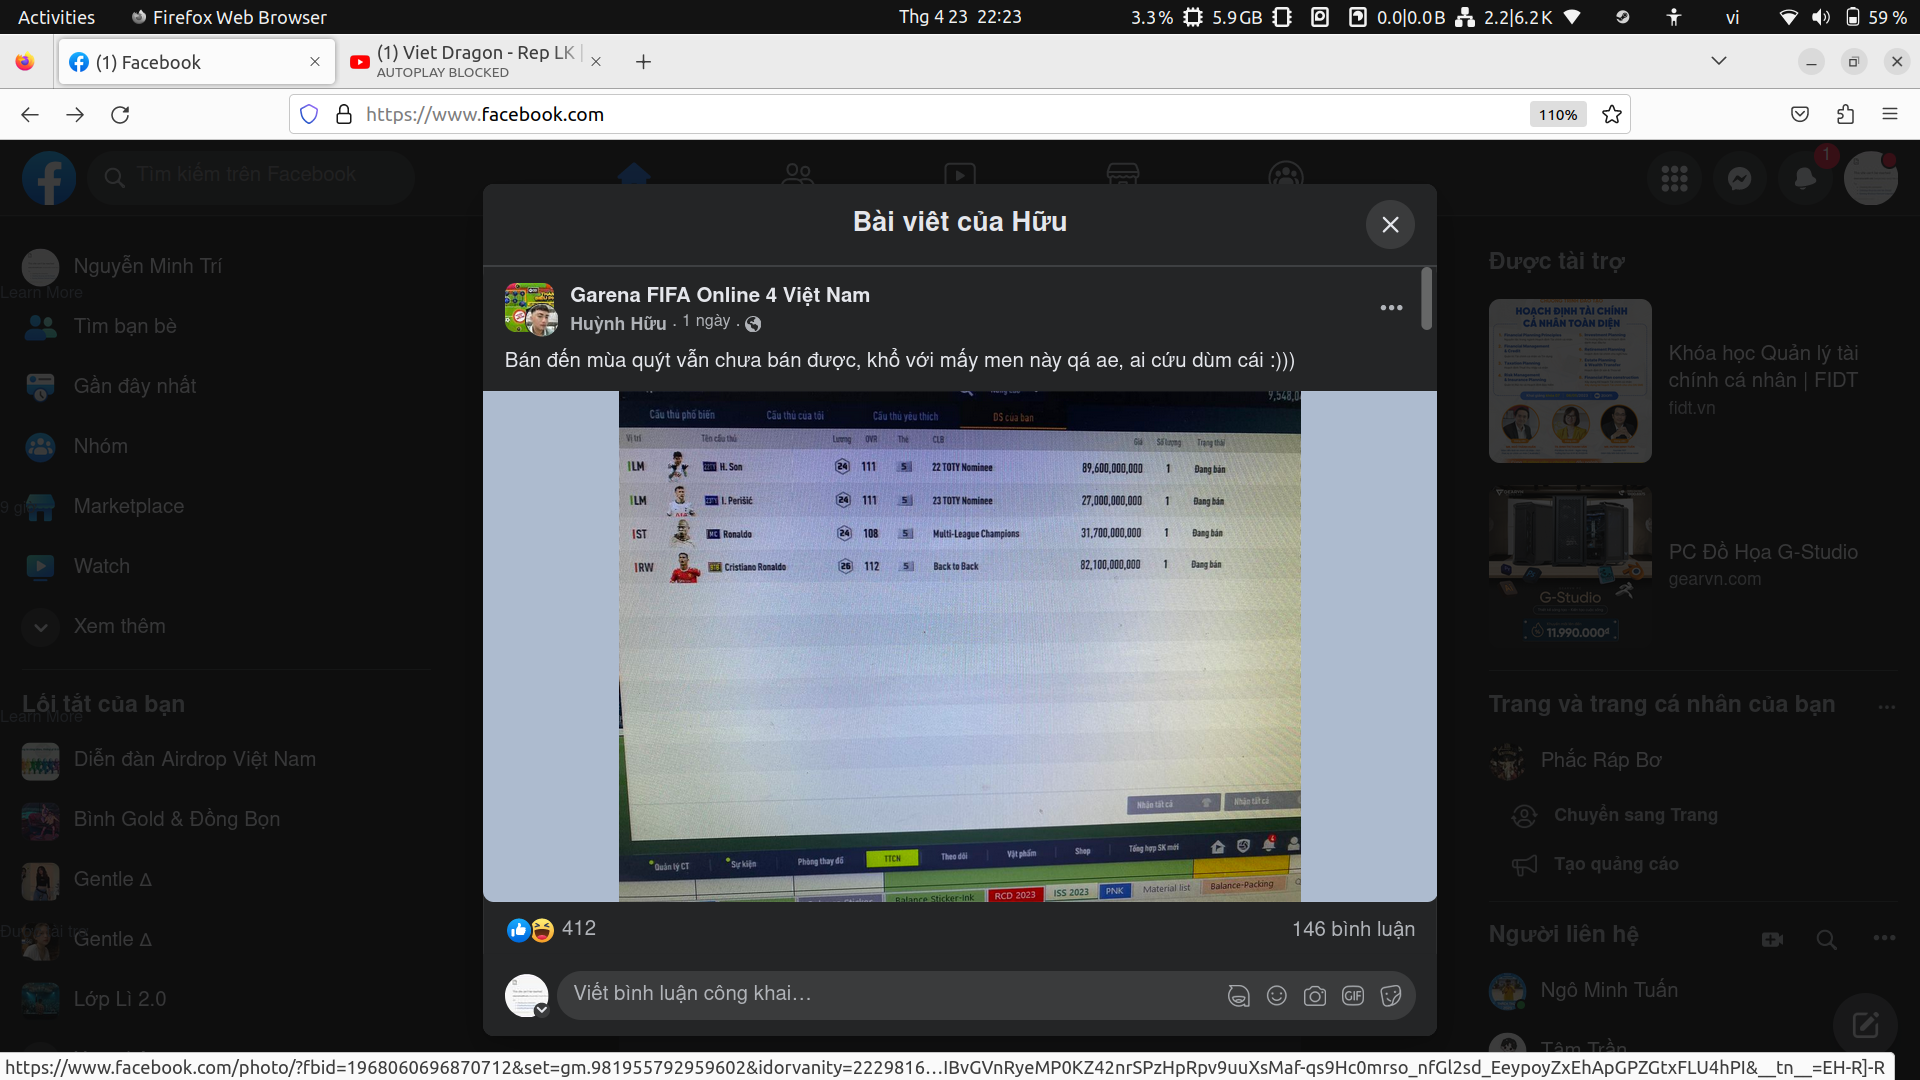 Activities
Firefox Web Browser
Thg 4 23 22:23
3.3 %
5.9 GB
0.0|0.0 B
2.2|6.2 K
vi
59 %
(1) Facebook
(1) Viet Dragon - Rep LK
AUTOPLAY BLOCKED
https://www.facebook.com
110%
Tìm kiếm trên Facebook
1
Bài viết của Hữu
Nguyễn Minh Trí
Learn More
Tìm bạn bè
Gần đây nhất
Nhóm
Marketplace
Watch
Xem thêm
Lối tắt của bạn
Learn More
Diễn đàn Airdrop Việt Nam
Bình Gold & Đồng Bọn
Gentle Δ
Gentle Δ
Lớp Lì 2.0
Garena FIFA Online 4 Việt Nam
Huỳnh Hữu · 1 ngày ·
Bán đến mùa quýt vẫn chưa bán được, khổ với mấy men này qá ae, ai cứu dùm cái :)))
Cầu thủ phổ biến Cầu thủ của tôi Cầu thủ yêu thích DS của bạn
Vị trí Tên cầu thủ Lương OVR Thẻ CLB Giá Số lượng Trạng thái
LM H. Son 24 111 5 22 TOTY Nominee 89,600,000,000 1 Đang bán
LM I. Perišić 24 111 5 23 TOTY Nominee 27,000,000,000 1 Đang bán
ST MC Ronaldo 24 108 5 Multi-League Champions 31,700,000,000 1 Đang bán
RW Cristiano Ronaldo 26 112 5 Back to Back 82,100,000,000 1 Đang bán
Nhận tất cả Nhận tất cả
Quản lý CT Sự kiện Phòng thay đồ TTCN Theo dõi Vật phẩm Shop Tổng hợp SK mới
Balance Sticker-Ink RCD 2023 ISS 2023 PNK Material list Balance-Packing
412
146 bình luận
Viết bình luận công khai...
GIF
Được tài trợ
HOẠCH ĐỊNH TÀI CHÍNH
CÁ NHÂN TOÀN DIỆN
Khóa học Quản lý tài
chính cá nhân | FIDT
fidt.vn
G-Studio
11.990.000đ
PC Đồ Họa G-Studio
gearvn.com
Trang và trang cá nhân của bạn
Phắc Ráp Bơ
Chuyển sang Trang
Tạo quảng cáo
Người liên hệ
Ngô Minh Tuấn
Tâm Trần
https://www.facebook.com/photo/?fbid=1968060696870712&set=gm.981955792959602&idorvanity=2229816…IBvGVnRyeMP0KZ42nrSPzHpRpv9uuXsMaf-qs9Hc0mrso_nfGl2sd_EeypoyZxEhApGPZGtxFLU4hPI&__tn__=EH-R]-R